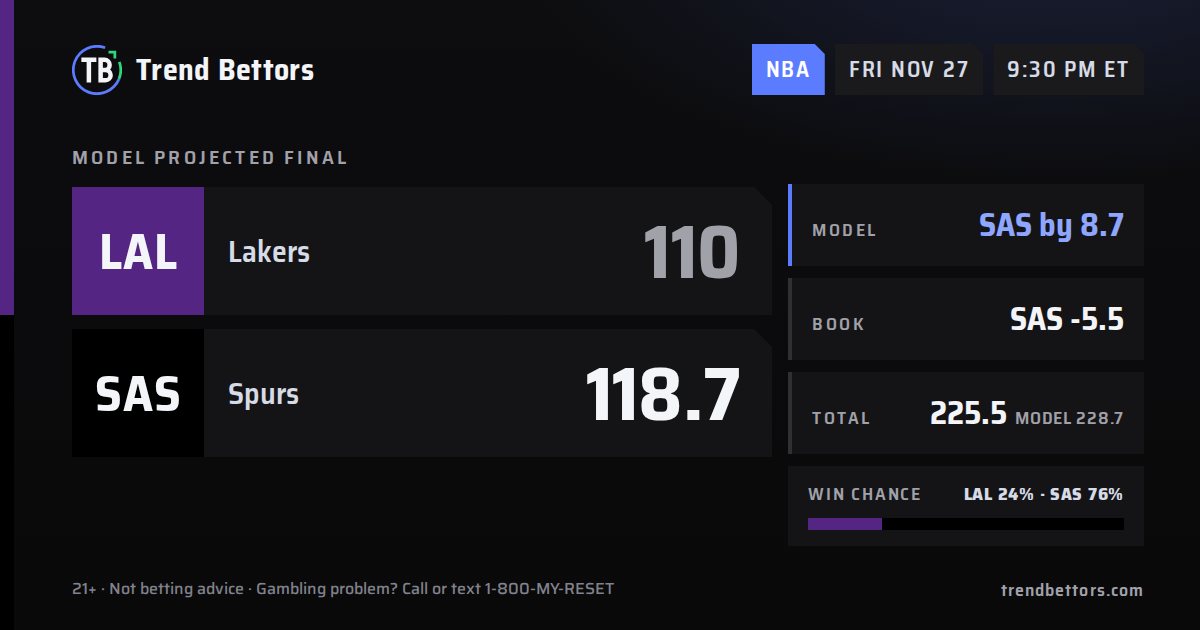 TB Trend Bettors
NBA FRI NOV 27 9:30 PM ET
MODEL PROJECTED FINAL
LAL Lakers 110
SAS Spurs 118.7
MODEL SAS by 8.7
BOOK SAS -5.5
TOTAL 225.5 MODEL 228.7
WIN CHANCE LAL 24% · SAS 76%
21+ · Not betting advice · Gambling problem? Call or text 1-800-MY-RESET
trendbettors.com